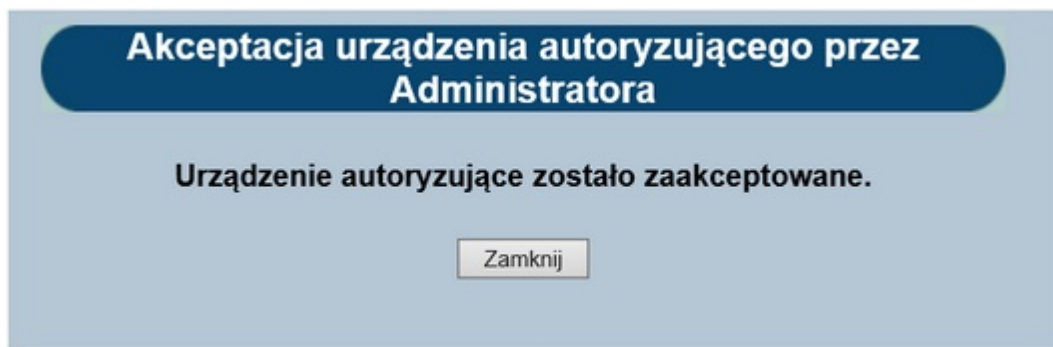 Akceptacja urządzenia autoryzującego przez
Administratora
Urządzenie autoryzujące zostało zaakceptowane.
Zamknij